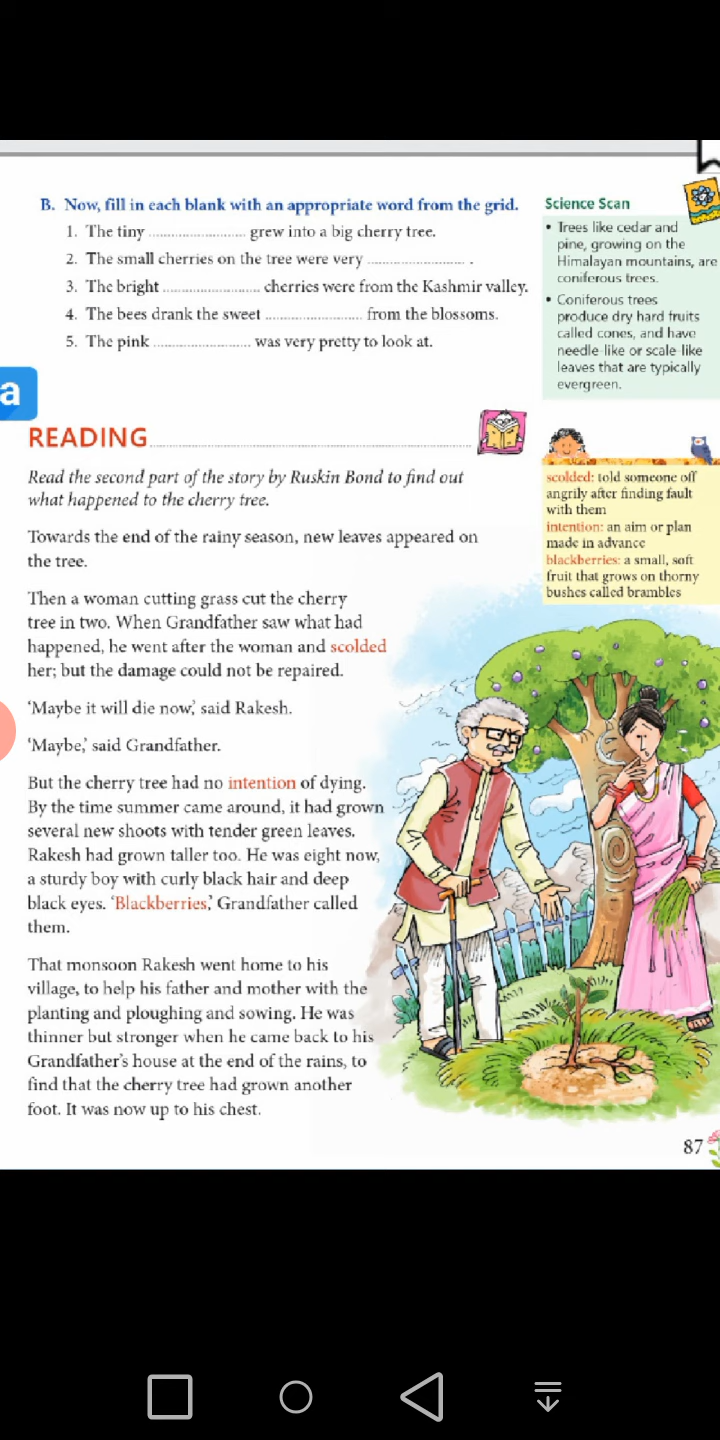 B. Now, fill in each blank with an appropriate word from the grid.
1. The tiny ........................ grew into a big cherry tree.
2. The small cherries on the tree were very ........................ .
3. The bright ........................ cherries were from the Kashmir valley.
4. The bees drank the sweet ........................ from the blossoms.
5. The pink ........................ was very pretty to look at.
Science Scan
• Trees like cedar and
pine, growing on the
Himalayan mountains, are
coniferous trees.
• Coniferous trees
produce dry hard fruits
called cones, and have
needle-like or scale-like
leaves that are typically
evergreen.
a
READING
Read the second part of the story by Ruskin Bond to find out
what happened to the cherry tree.
scolded: told someone off
angrily after finding fault
with them
intention: an aim or plan
made in advance
blackberries: a small, soft
fruit that grows on thorny
bushes called brambles
Towards the end of the rainy season, new leaves appeared on
the tree.
Then a woman cutting grass cut the cherry
tree in two. When Grandfather saw what had
happened, he went after the woman and scolded
her; but the damage could not be repaired.
‘Maybe it will die now,’ said Rakesh.
‘Maybe,’ said Grandfather.
But the cherry tree had no intention of dying.
By the time summer came around, it had grown
several new shoots with tender green leaves.
Rakesh had grown taller too. He was eight now,
a sturdy boy with curly black hair and deep
black eyes. ‘Blackberries,’ Grandfather called
them.
That monsoon Rakesh went home to his
village, to help his father and mother with the
planting and ploughing and sowing. He was
thinner but stronger when he came back to his
Grandfather’s house at the end of the rains, to
find that the cherry tree had grown another
foot. It was now up to his chest.
87